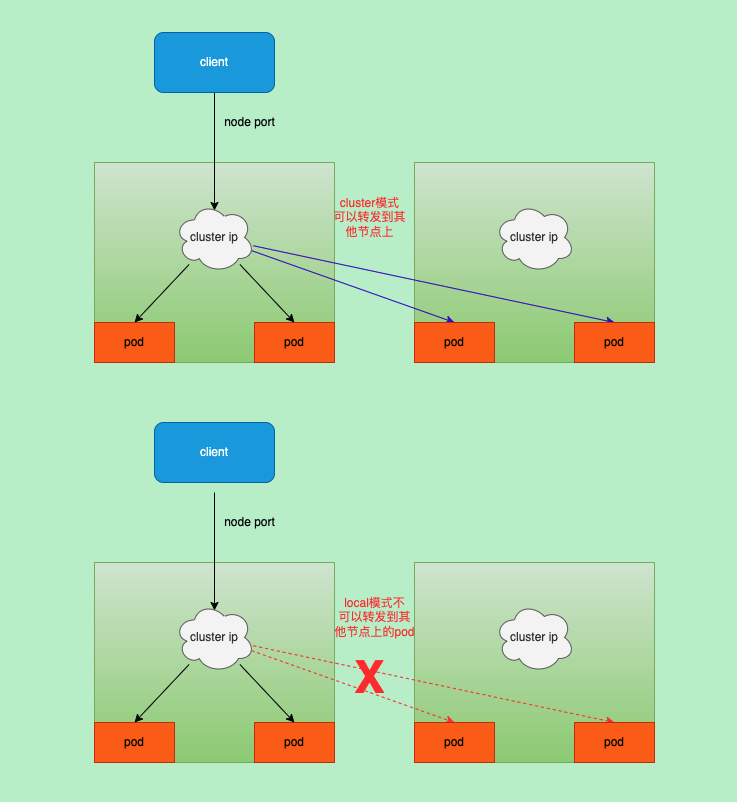 client
node port
cluster ip
cluster模式
可以转发到其
他节点上
cluster ip
pod
pod
pod
pod
client
node port
cluster ip
local模式不
可以转发到其
他节点上的pod
cluster ip
X
pod
pod
pod
pod